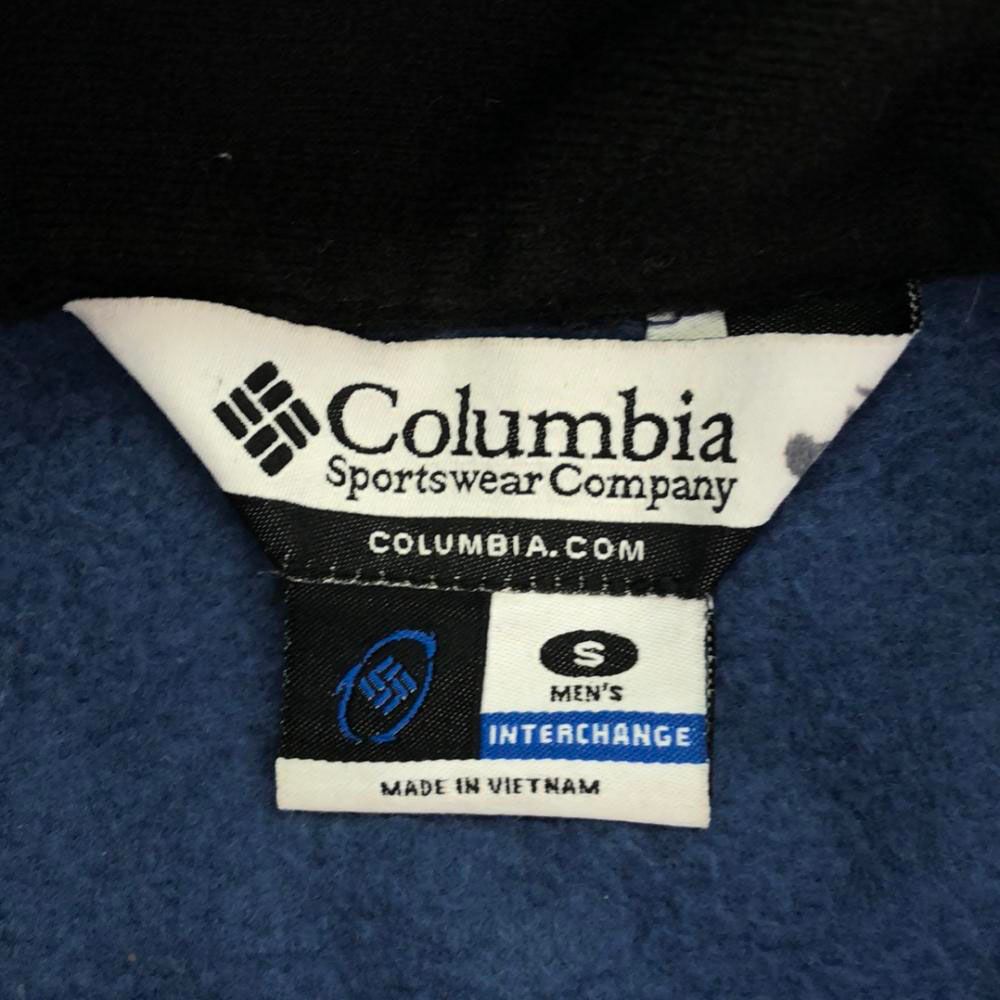 Columbia
Sportswear Company
COLUMBIA.COM
S
MEN'S
INTERCHANGE
MADE IN VIETNAM